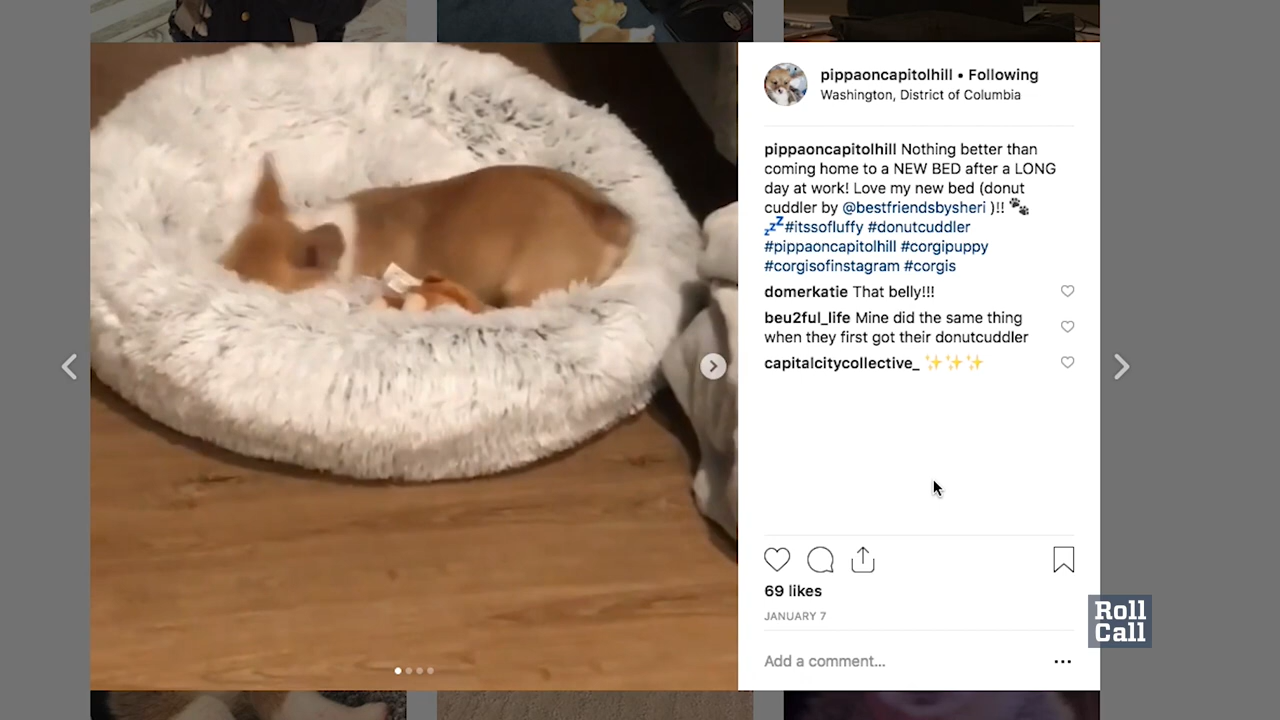 pippaoncapitolhill • Following
Washington, District of Columbia
pippaoncapitolhill Nothing better than
coming home to a NEW BED after a LONG
day at work! Love my new bed (donut
cuddler by @bestfriendsbysheri )!! 🐾
💤#itssofluffy #donutcuddler
#pippaoncapitolhill #corgipuppy
#corgisofinstagram #corgis
domerkatie That belly!!!
beu2ful_life Mine did the same thing
when they first got their donutcuddler
capitalcitycollective_ ✨✨✨
69 likes
JANUARY 7
Add a comment...
Roll
Call